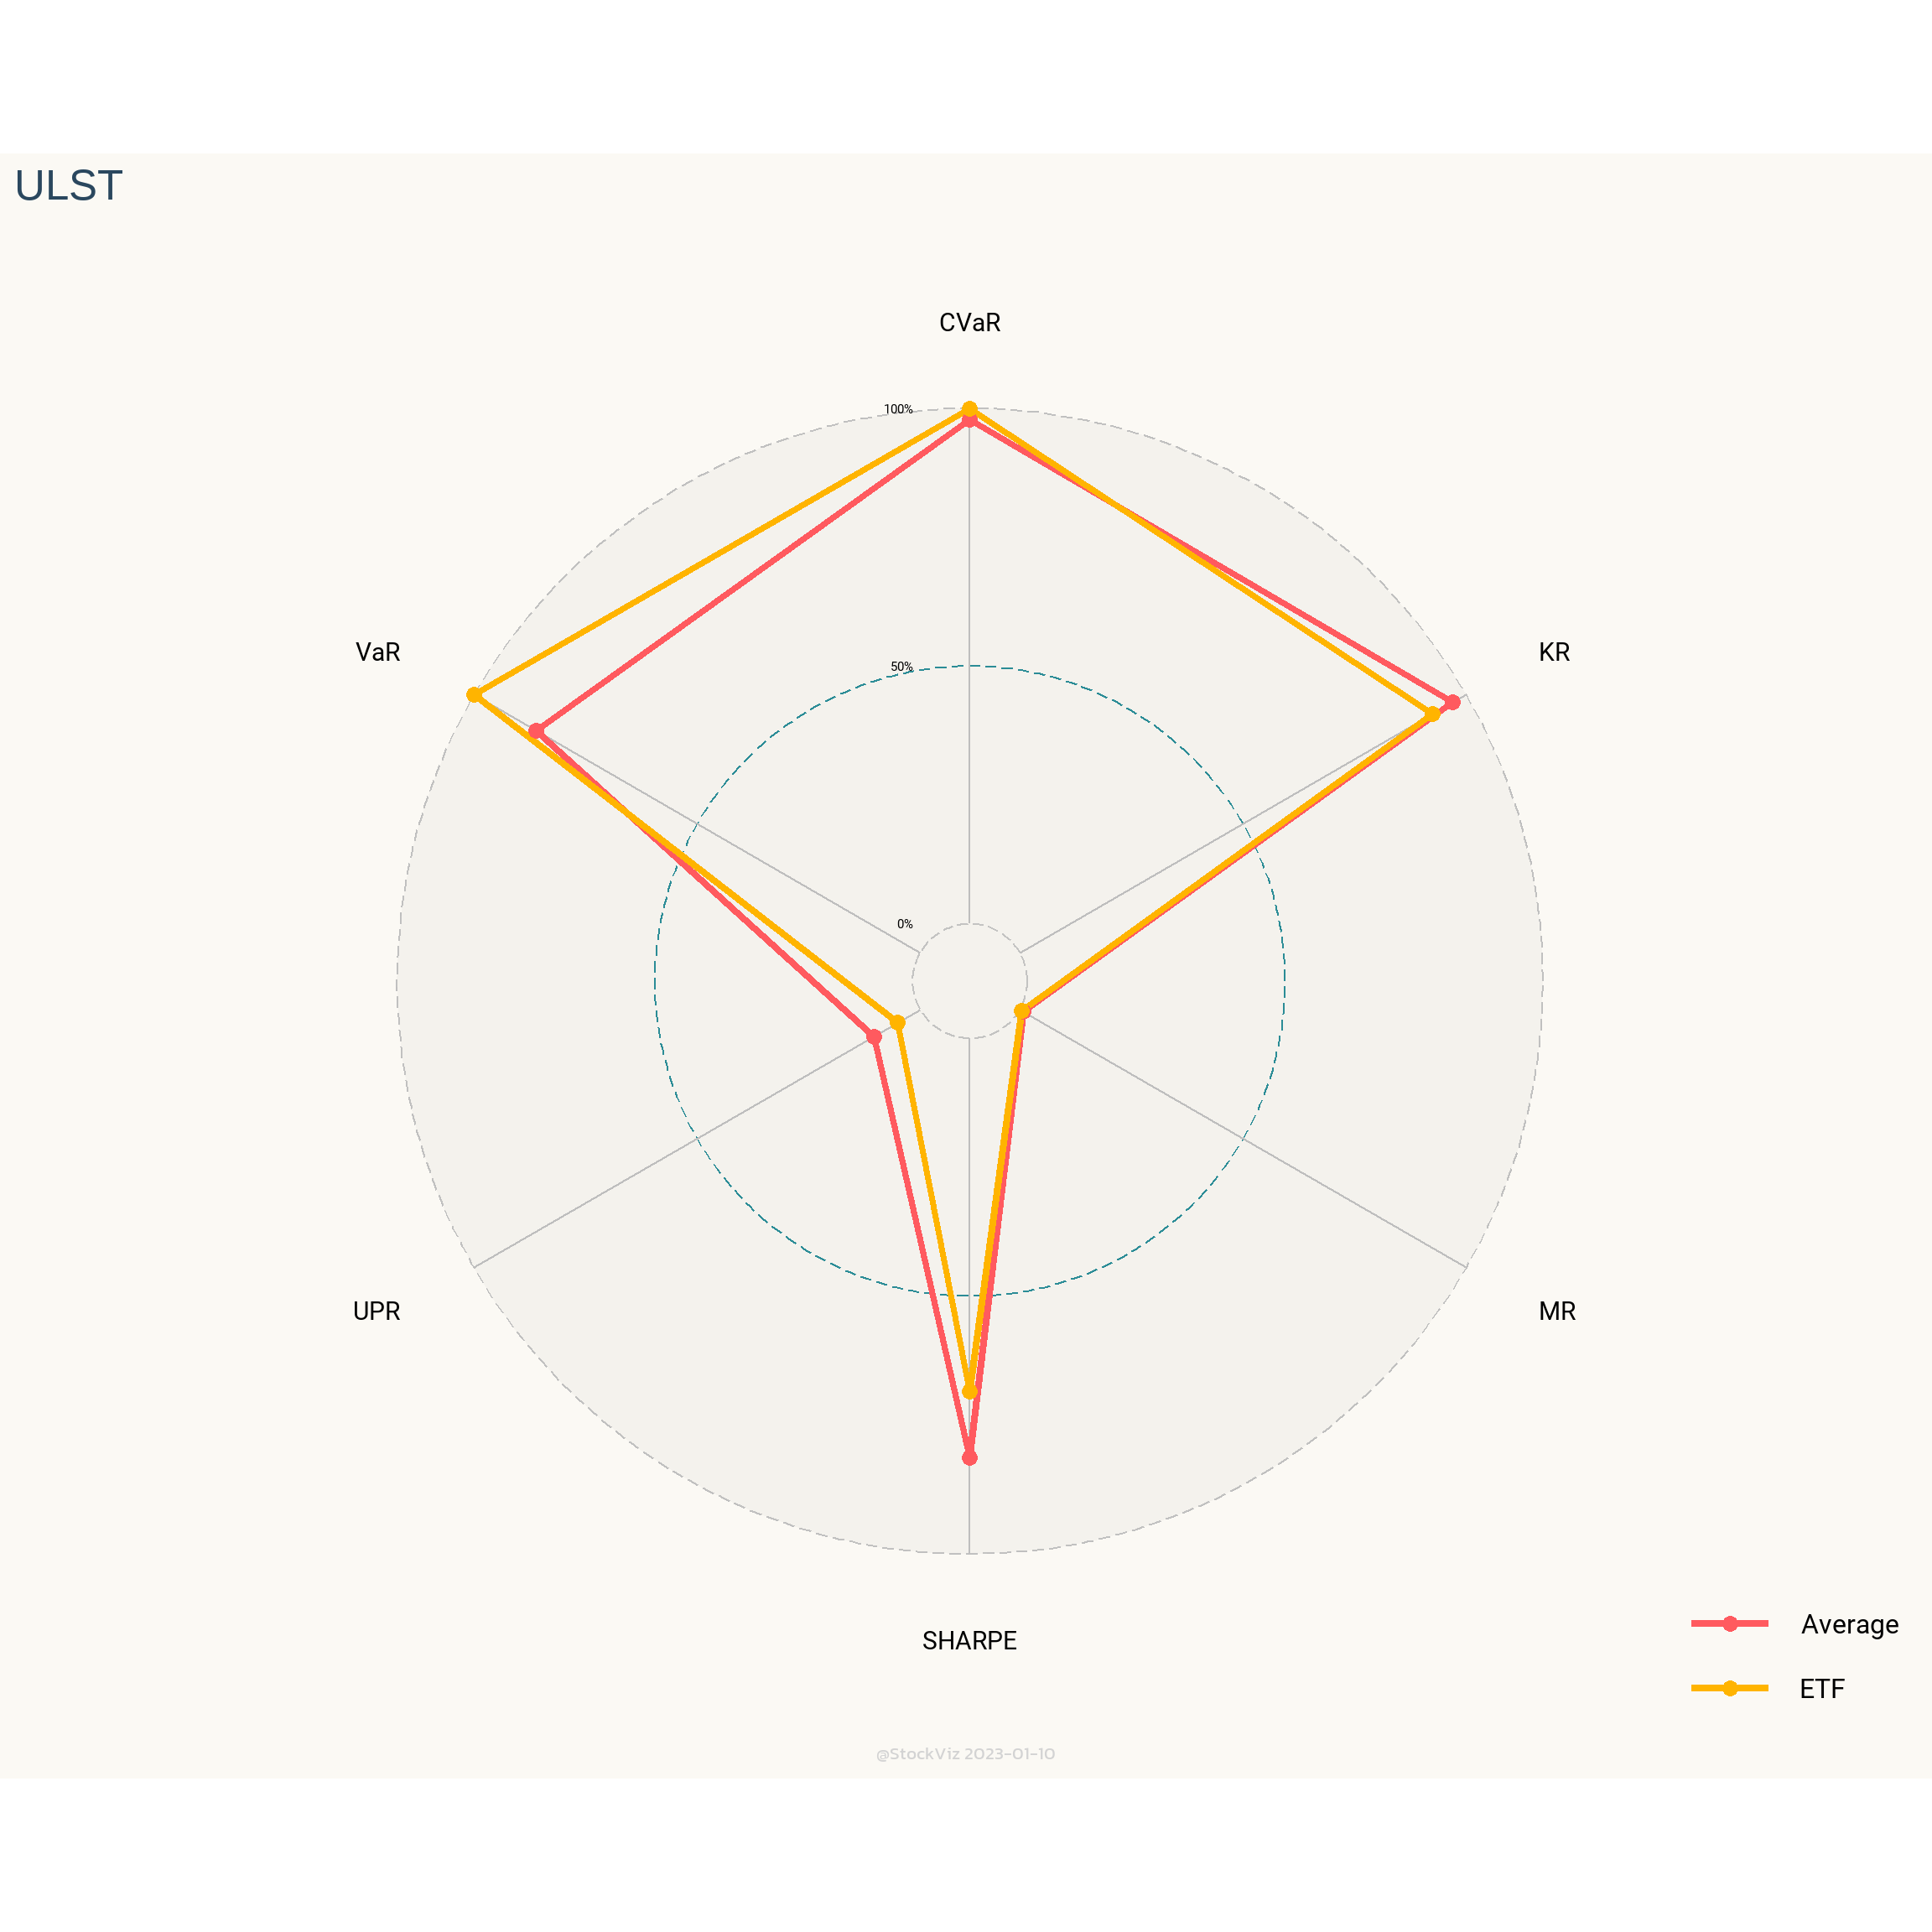 ULST
CVaR
100%
VaR
KR
50%
0%
UPR
MR
SHARPE
Average
ETF
@StockViz 2023-01-10